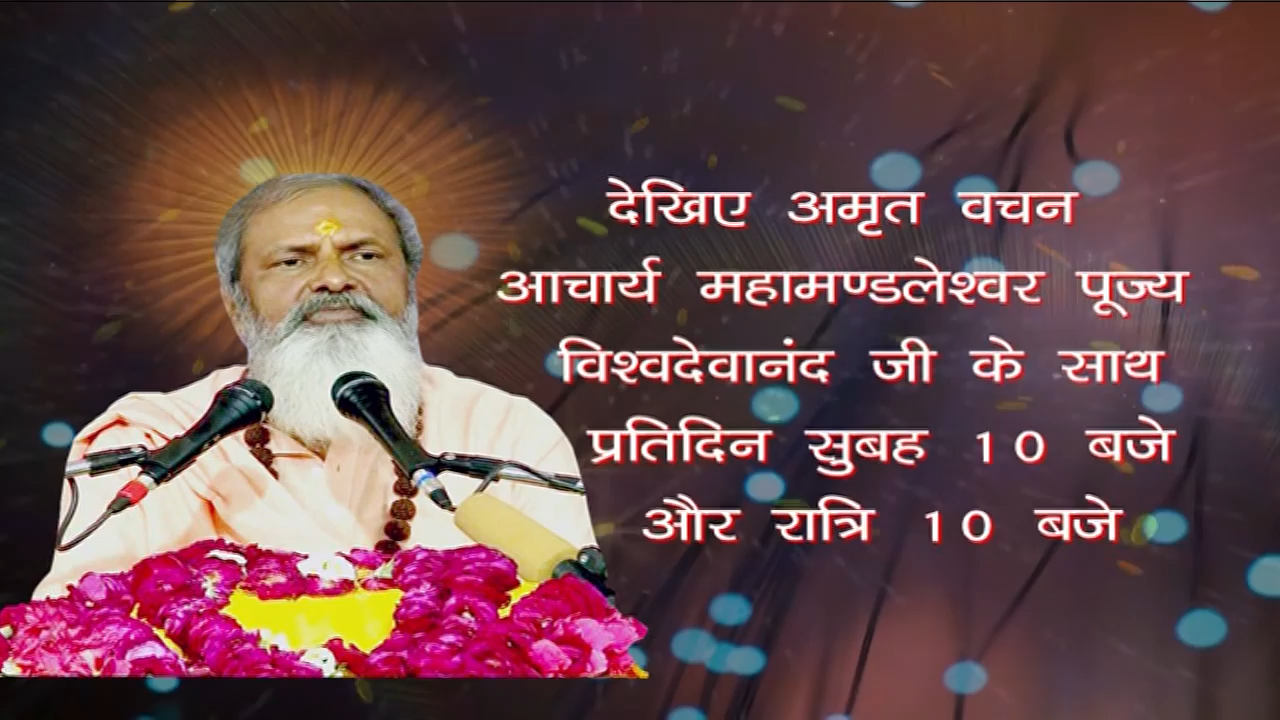 देखिए अमृत वचन
आचार्य महामण्डलेश्वर पूज्य
विश्वदेवानंद जी के साथ
प्रतिदिन सुबह 10 बजे
और रात्रि 10 बजे